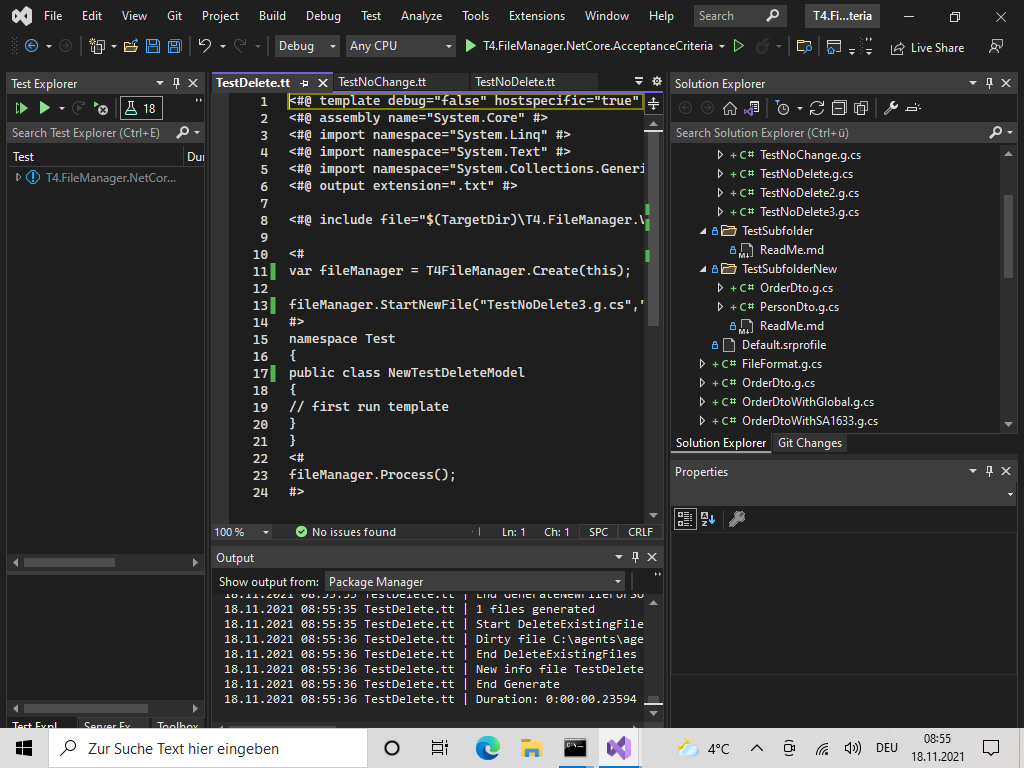 File Edit View Git Project Build Debug Test Analyze Tools Extensions Window Help Search T4.Fi...teria
Debug Any CPU T4.FileManager.NetCore.AcceptanceCriteria Live Share
Test Explorer
18
Search Test Explorer (Ctrl+E)
Test Dur
T4.FileManager.NetCor...
Test Expl... Server Ex... Toolbox
TestDelete.tt TestNoChange.tt TestNoDelete.tt
1 <#@ template debug="false" hostspecific="true"
2 <#@ assembly name="System.Core" #>
3 <#@ import namespace="System.Linq" #>
4 <#@ import namespace="System.Text" #>
5 <#@ import namespace="System.Collections.Generi
6 <#@ output extension=".txt" #>
7
8 <#@ include file="$(TargetDir)\T4.FileManager.V
9
10 <#
11 var fileManager = T4FileManager.Create(this);
12
13 fileManager.StartNewFile("TestNoDelete3.g.cs","
14 #>
15 namespace Test
16 {
17 public class NewTestDeleteModel
18 {
19 // first run template
20 }
21 }
22 <#
23 fileManager.Process();
24 #>
100 % No issues found Ln: 1 Ch: 1 SPC CRLF
Output
Show output from: Package Manager
18.11.2021 08:55:35 TestDelete.tt | End GenerateNewFileForSo
18.11.2021 08:55:35 TestDelete.tt | 1 files generated
18.11.2021 08:55:35 TestDelete.tt | Start DeleteExistingFile
18.11.2021 08:55:36 TestDelete.tt | Dirty file C:\agents\age
18.11.2021 08:55:36 TestDelete.tt | End DeleteExistingFiles
18.11.2021 08:55:36 TestDelete.tt | New info file TestDelete
18.11.2021 08:55:36 TestDelete.tt | End Generate
18.11.2021 08:55:36 TestDelete.tt | Duration: 0:00:00.23594
Solution Explorer
Search Solution Explorer (Ctrl+ü)
+ C# TestNoChange.g.cs
+ C# TestNoDelete.g.cs
+ C# TestNoDelete2.g.cs
+ C# TestNoDelete3.g.cs
TestSubfolder
ReadMe.md
TestSubfolderNew
+ C# OrderDto.g.cs
+ C# PersonDto.g.cs
ReadMe.md
Default.srprofile
+ C# FileFormat.g.cs
+ C# OrderDto.g.cs
+ C# OrderDtoWithGlobal.g.cs
+ C# OrderDtoWithSA1633.g.cs
Solution Explorer Git Changes
Properties
Zur Suche Text hier eingeben 4°C DEU 08:55
18.11.2021